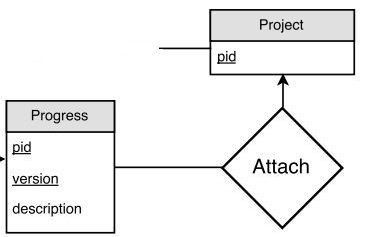 Project
pid
Progress
pid
version
description
Attach